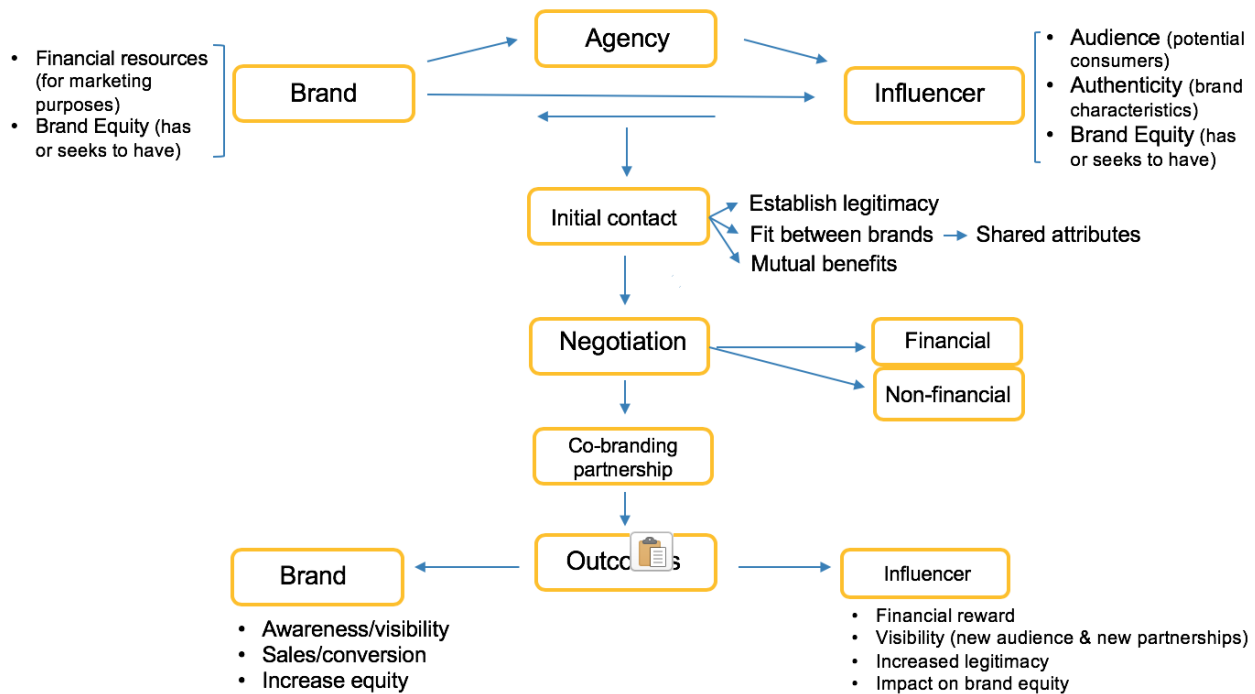 Agency
• Financial resources
(for marketing
purposes)
• Brand Equity (has
or seeks to have)
Brand
Influencer
• Audience (potential
consumers)
• Authenticity (brand
characteristics)
• Brand Equity (has
or seeks to have)
Initial contact
Establish legitimacy
Fit between brands
Shared attributes
Mutual benefits
Negotiation
Financial
Non-financial
Co-branding
partnership
Brand
Influencer
• Awareness/visibility
• Sales/conversion
• Increase equity
• Financial reward
• Visibility (new audience & new partnerships)
• Increased legitimacy
• Impact on brand equity